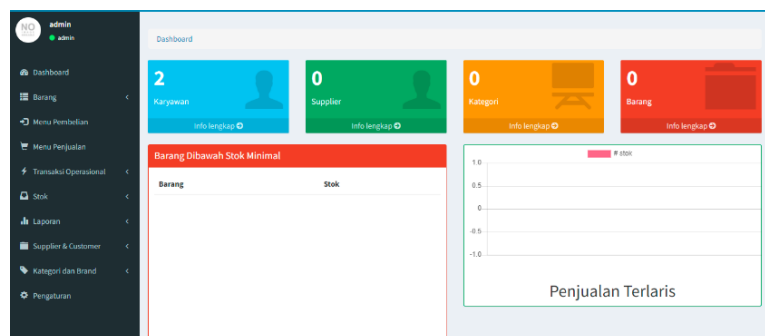 NO
admin
admin
Dashboard
Barang
Menu Pembelian
Menu Penjualan
Transaksi Operasional
Stok
Laporan
Supplier & Customer
Kategori dan Brand
Pengaturan
Dashboard
2
Karyawan
Info lengkap
0
Supplier
Info lengkap
0
Kategori
Info lengkap
0
Barang
Info lengkap
Barang Dibawah Stok Minimal
Barang Stok
# stok
1.0
0.5
0
-0.5
-1.0
Penjualan Terlaris